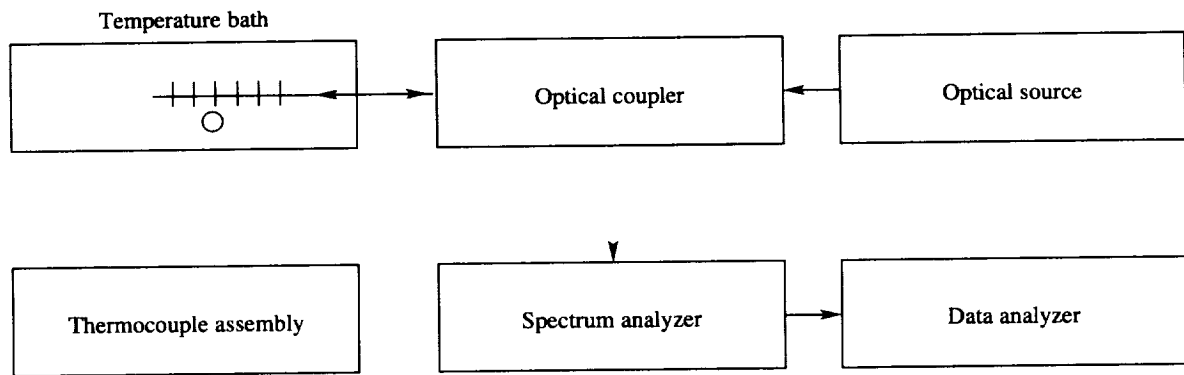 Temperature bath
Optical coupler
Optical source
Thermocouple assembly
Spectrum analyzer
Data analyzer